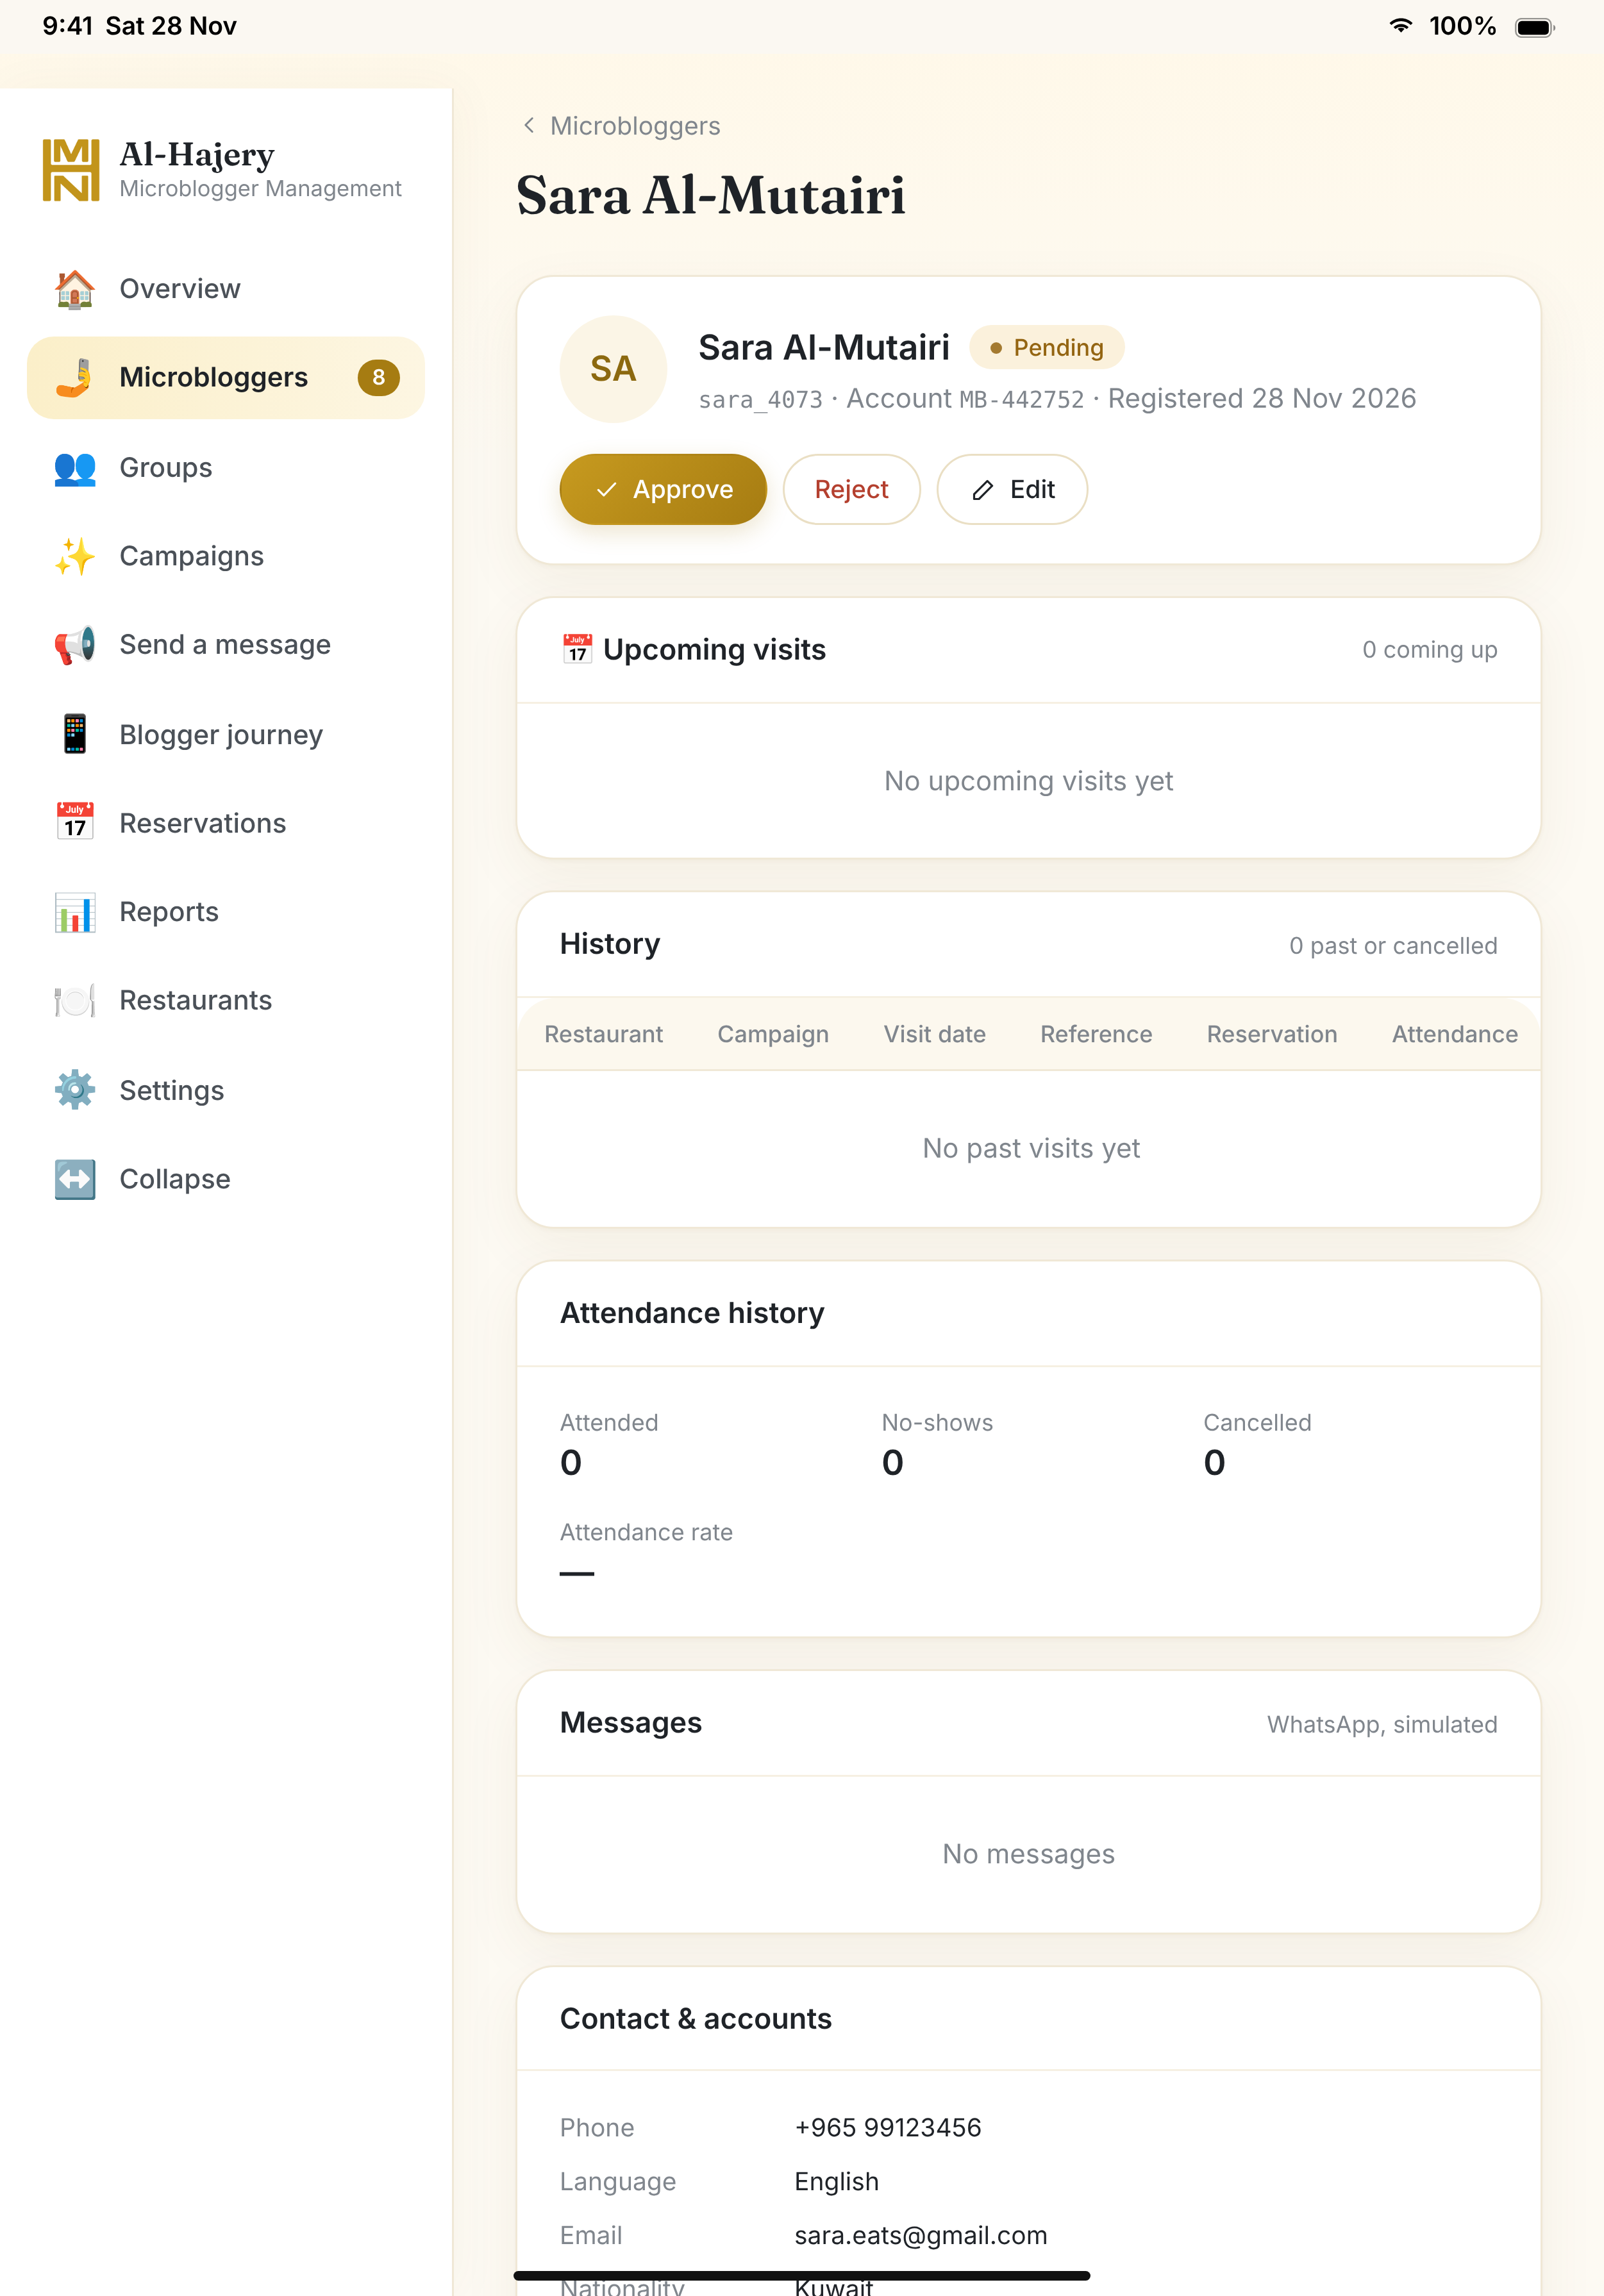 9:41 Sat 28 Nov
100%
Al-Hajery
Microblogger Management
Overview
Microbloggers 8
Groups
Campaigns
Send a message
Blogger journey
Reservations
Reports
Restaurants
Settings
Collapse
Microbloggers
Sara Al-Mutairi
SA
Sara Al-Mutairi Pending
sara_4073 · Account MB-442752 · Registered 28 Nov 2026
Approve Reject Edit
Upcoming visits 0 coming up
No upcoming visits yet
History 0 past or cancelled
Restaurant Campaign Visit date Reference Reservation Attendance
No past visits yet
Attendance history
Attended No-shows Cancelled
0 0 0
Attendance rate
—
Messages WhatsApp, simulated
No messages
Contact & accounts
Phone +965 99123456
Language English
Email sara.eats@gmail.com
Nationality Kuwait